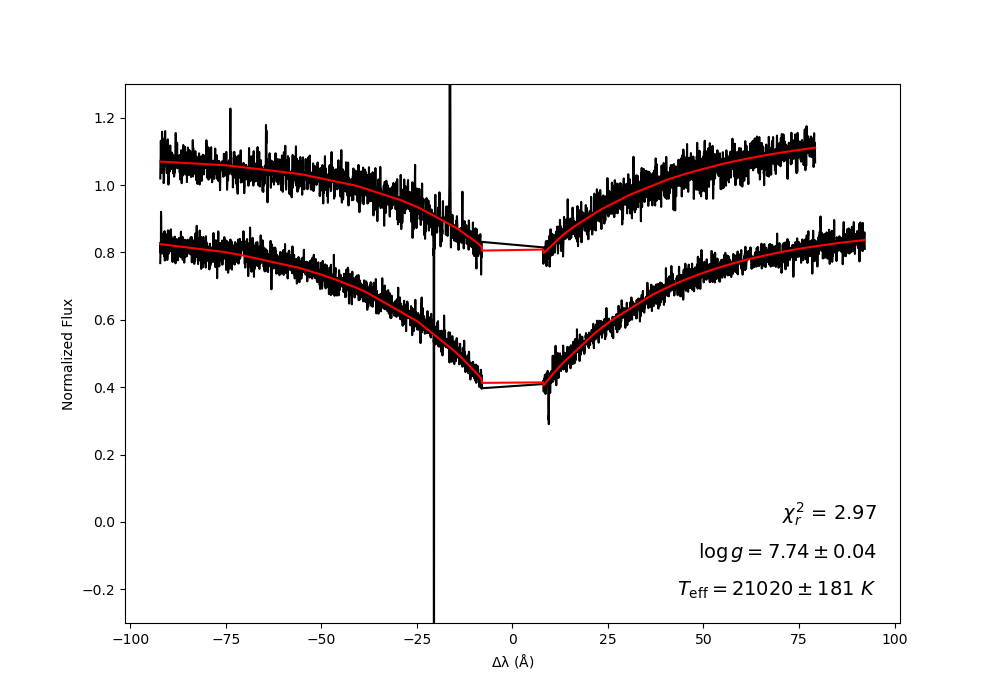 1.2
1.0
0.8
0.6
0.4
0.2
0.0
−0.2
Normalized Flux
χ²ᵣ = 2.97
log g = 7.74 ± 0.04
T_eff = 21020 ± 181 K
−100 −75 −50 −25 0 25 50 75 100
Δλ (Å)